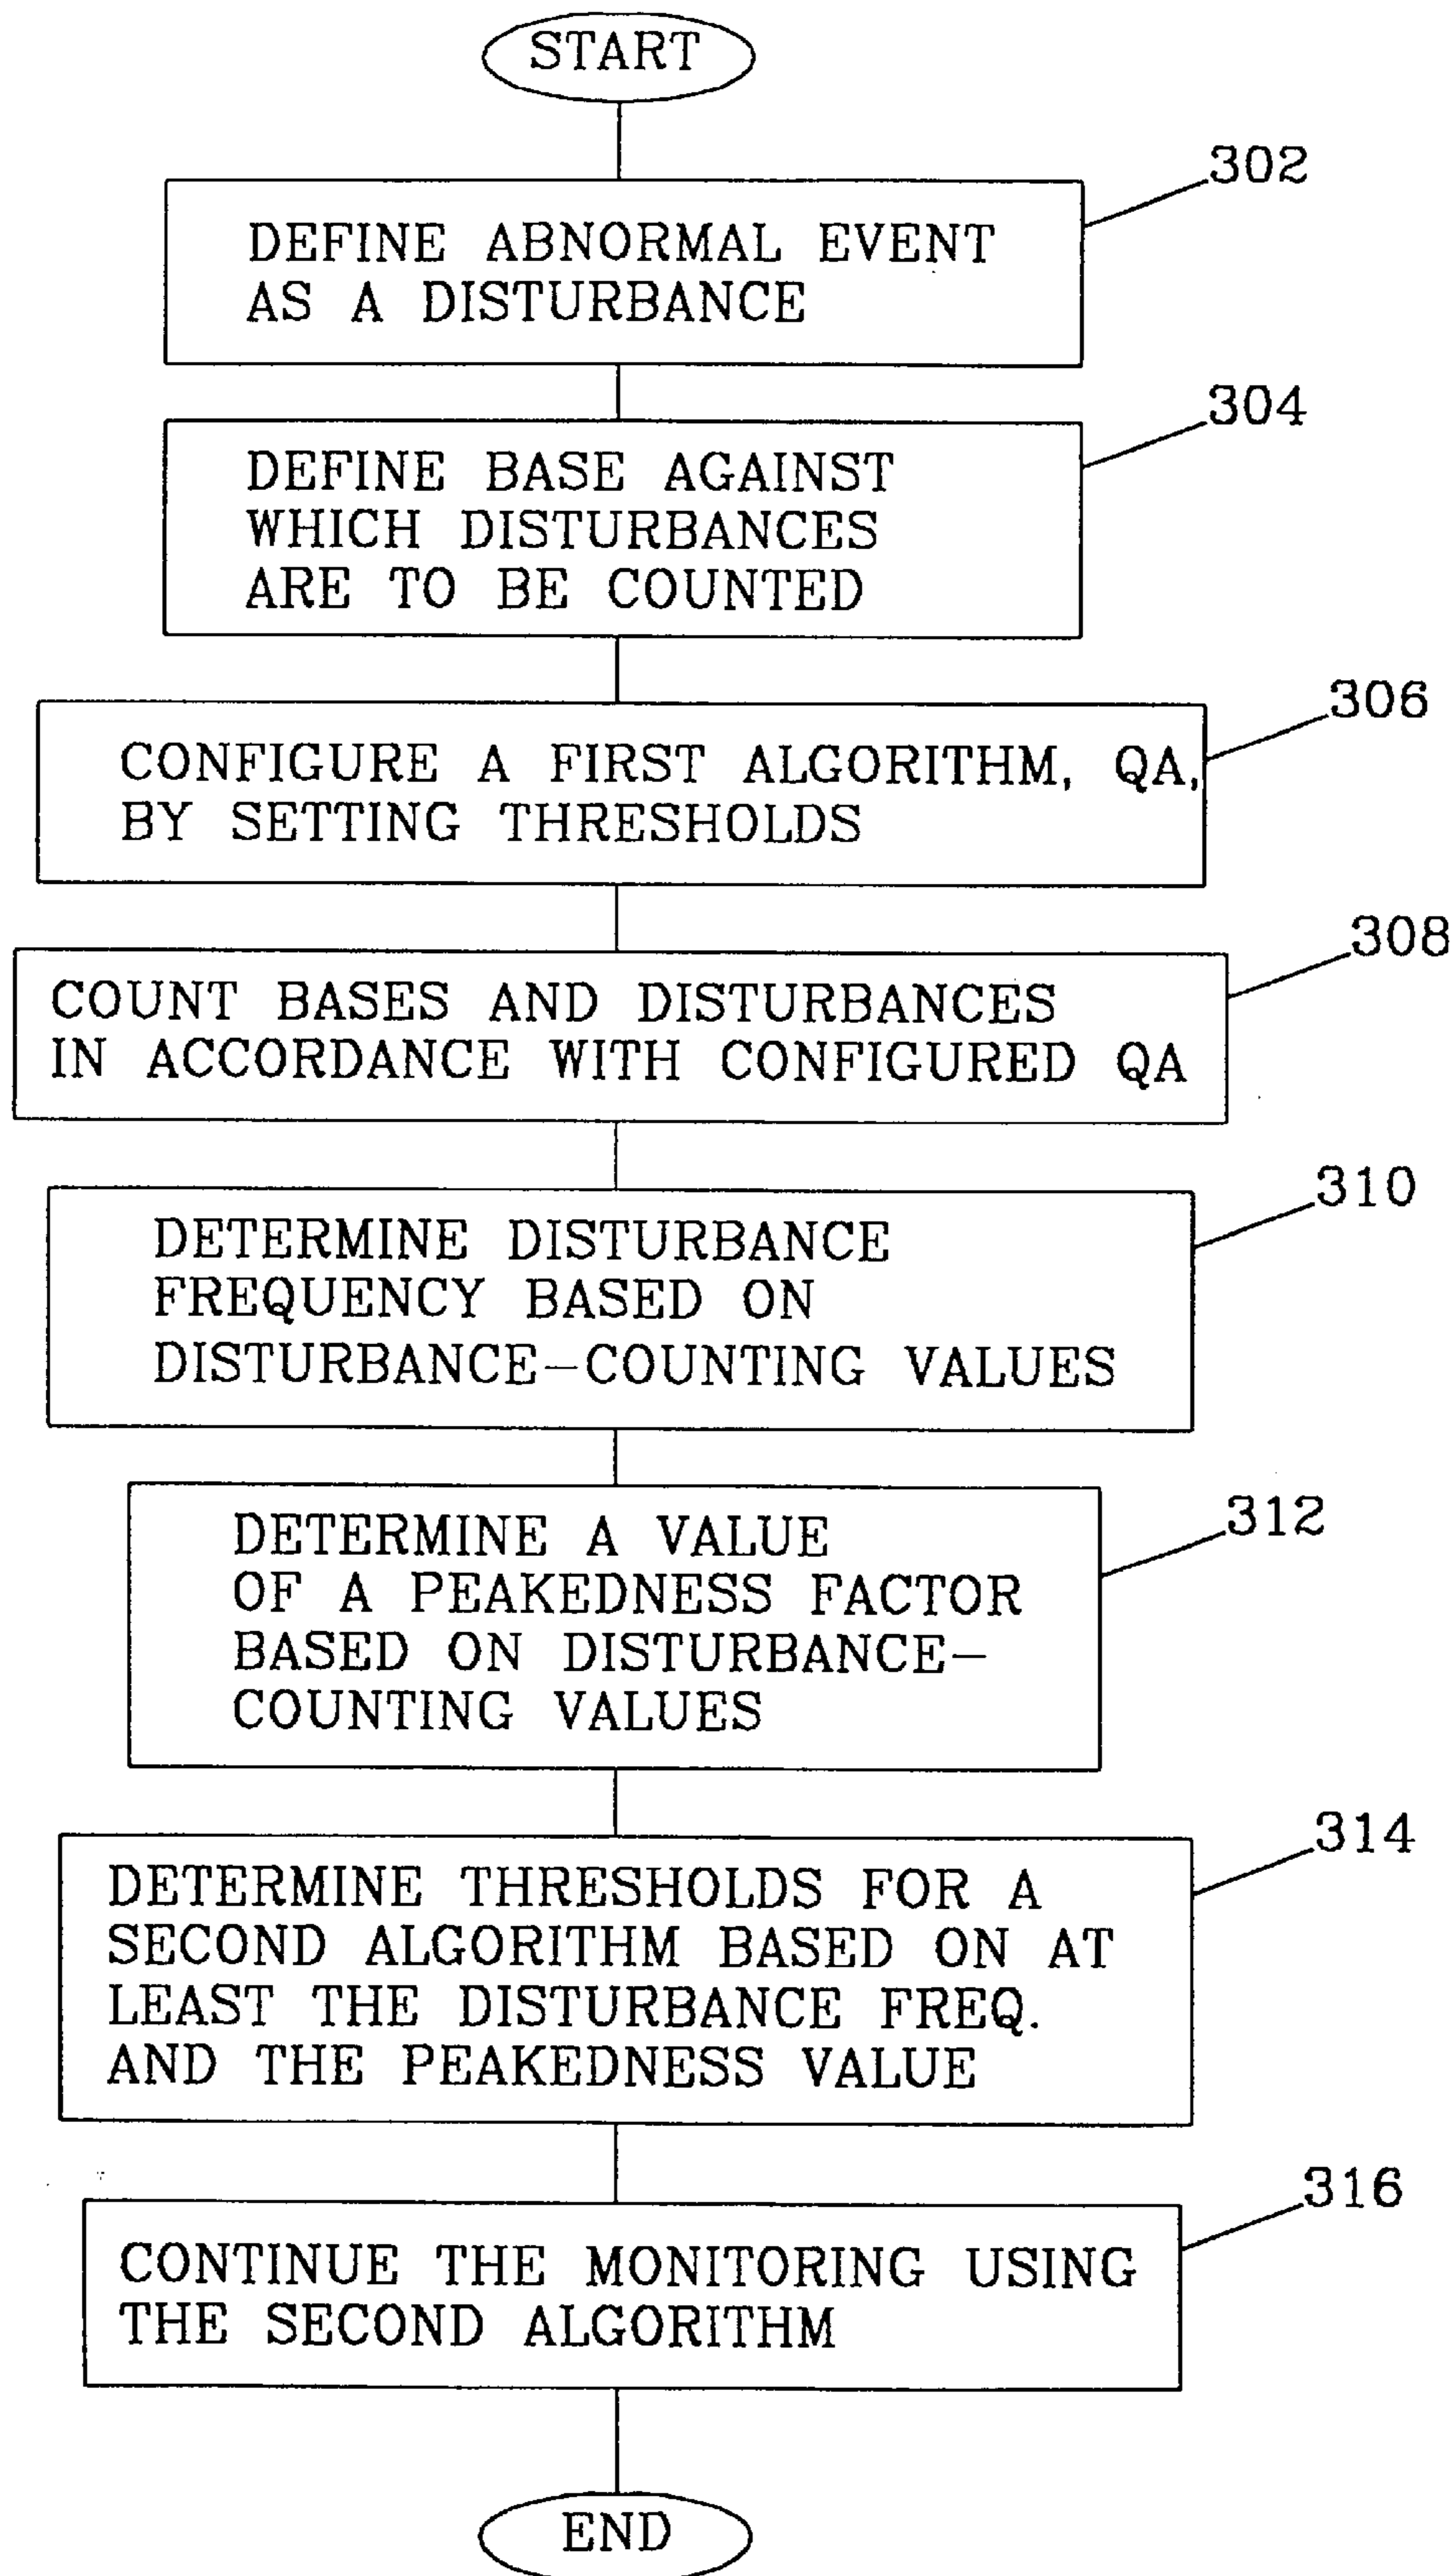 START
302
DEFINE ABNORMAL EVENT
AS A DISTURBANCE
304
DEFINE BASE AGAINST
WHICH DISTURBANCES
ARE TO BE COUNTED
306
CONFIGURE A FIRST ALGORITHM, QA,
BY SETTING THRESHOLDS
308
COUNT BASES AND DISTURBANCES
IN ACCORDANCE WITH CONFIGURED QA
310
DETERMINE DISTURBANCE
FREQUENCY BASED ON
DISTURBANCE-COUNTING VALUES
312
DETERMINE A VALUE
OF A PEAKEDNESS FACTOR
BASED ON DISTURBANCE-
COUNTING VALUES
314
DETERMINE THRESHOLDS FOR A
SECOND ALGORITHM BASED ON AT
LEAST THE DISTURBANCE FREQ.
AND THE PEAKEDNESS VALUE
316
CONTINUE THE MONITORING USING
THE SECOND ALGORITHM
END